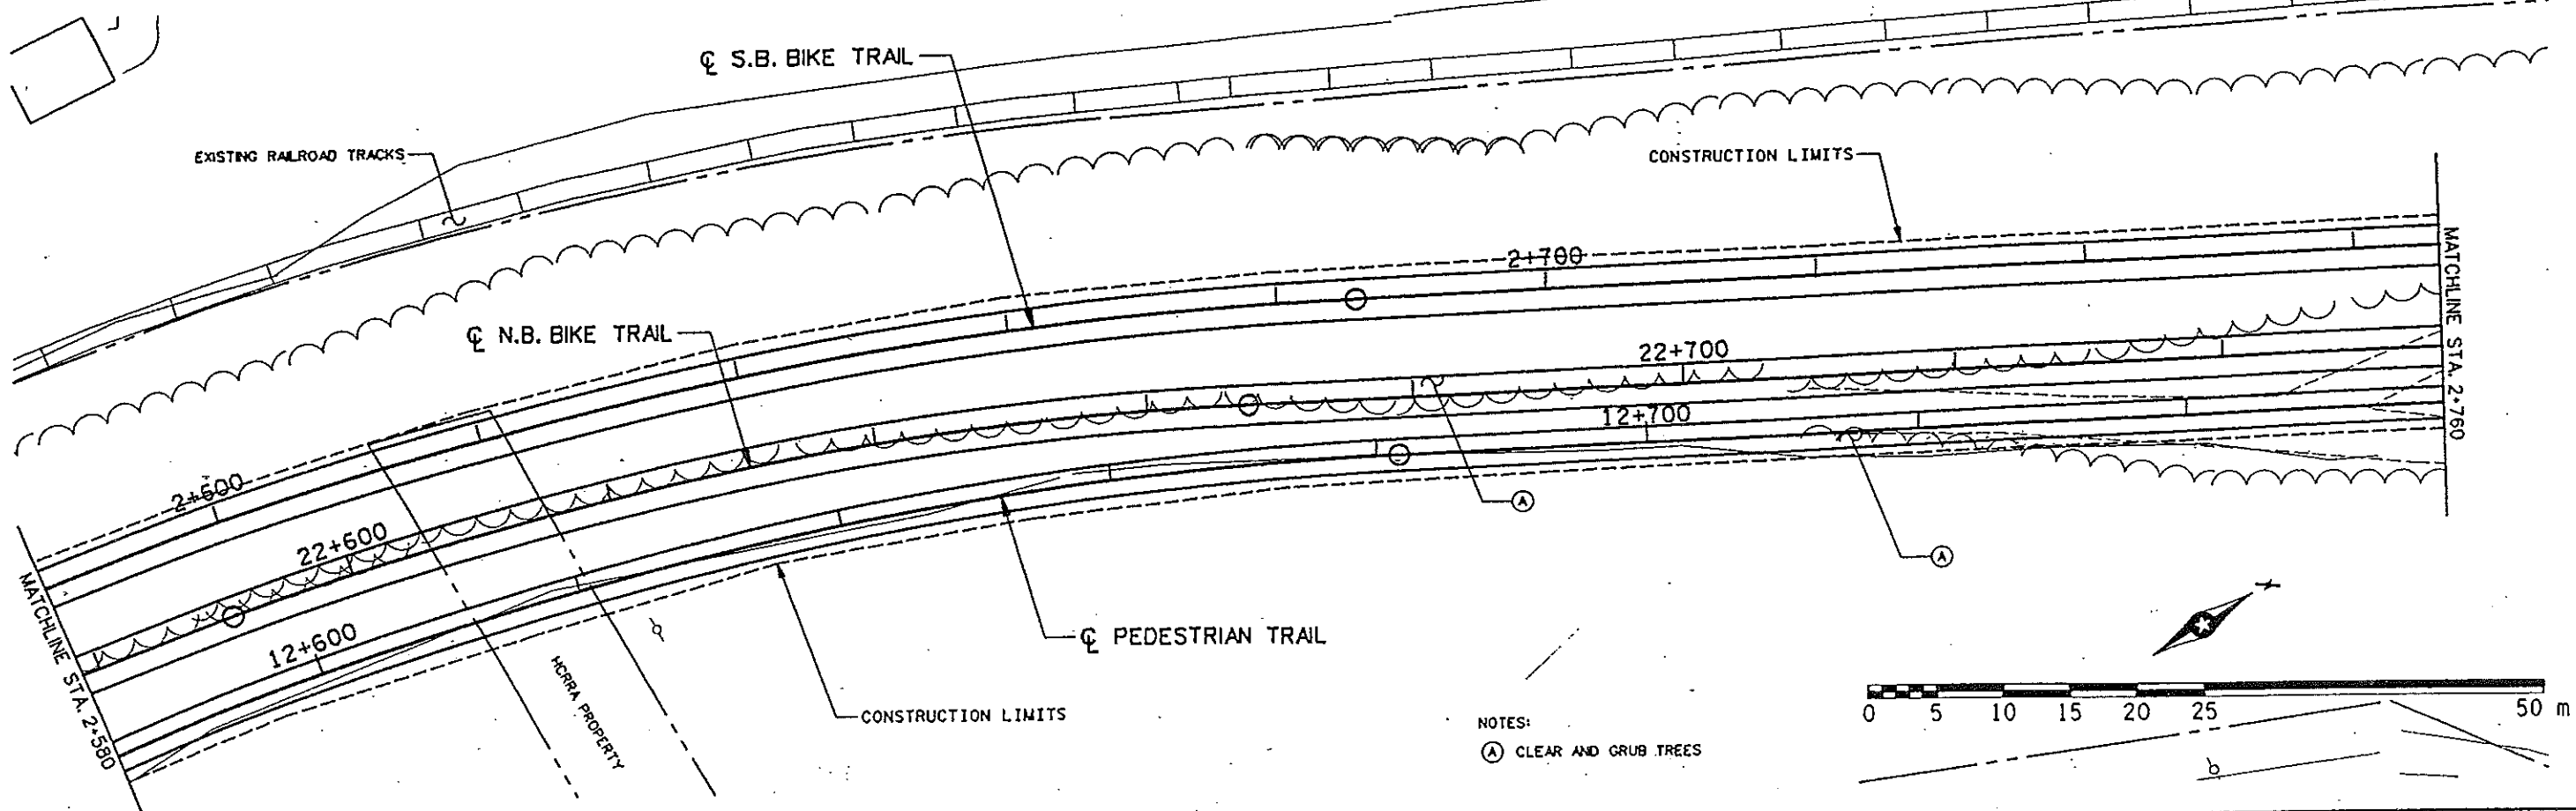 ℄ S.B. BIKE TRAIL
EXISTING RAILROAD TRACKS
CONSTRUCTION LIMITS
2+700
℄ N.B. BIKE TRAIL
22+700
12+700
MATCHLINE STA. 2+760
2+600
22+600
12+600
MATCHLINE STA. 2+580
A
A
℄ PEDESTRIAN TRAIL
HCRRA PROPERTY
CONSTRUCTION LIMITS
0 5 10 15 20 25 50 m
NOTES:
A CLEAR AND GRUB TREES